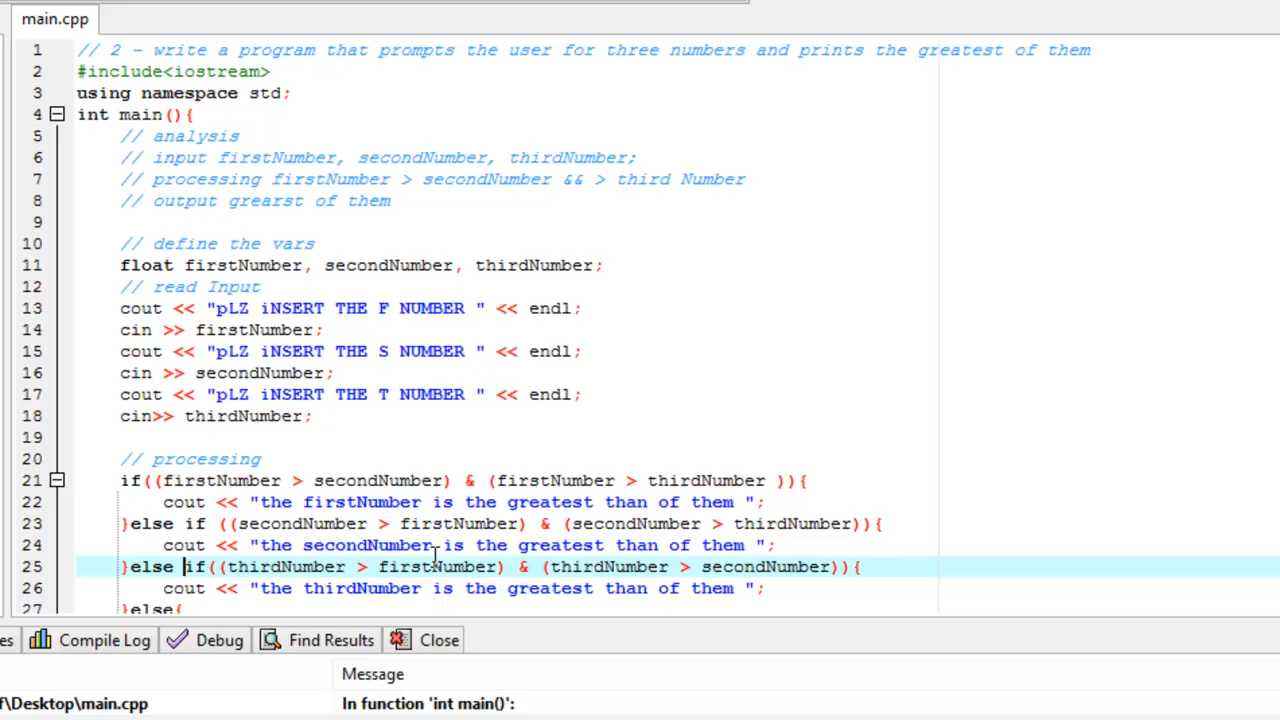 main.cpp
1 // 2 - write a program that prompts the user for three numbers and prints the greatest of them
2 #include<iostream>
3 using namespace std;
4 int main(){
5 // analysis
6 // input firstNumber, secondNumber, thirdNumber;
7 // processing firstNumber > secondNumber && > third Number
8 // output grearst of them
9
10 // define the vars
11 float firstNumber, secondNumber, thirdNumber;
12 // read Input
13 cout << "pLZ iNSERT THE F NUMBER " << endl;
14 cin >> firstNumber;
15 cout << "pLZ iNSERT THE S NUMBER " << endl;
16 cin >> secondNumber;
17 cout << "pLZ iNSERT THE T NUMBER " << endl;
18 cin>> thirdNumber;
19
20 // processing
21 if((firstNumber > secondNumber) & (firstNumber > thirdNumber )){
22 cout << "the firstNumber is the greatest than of them ";
23 }else if ((secondNumber > firstNumber) & (secondNumber > thirdNumber)){
24 cout << "the secondNumber is the greatest than of them ";
25 }else if((thirdNumber > firstNumber) & (thirdNumber > secondNumber)){
26 cout << "the thirdNumber is the greatest than of them ";
27 }else{
es Compile Log Debug Find Results Close
Message
f\Desktop\main.cpp In function 'int main()':